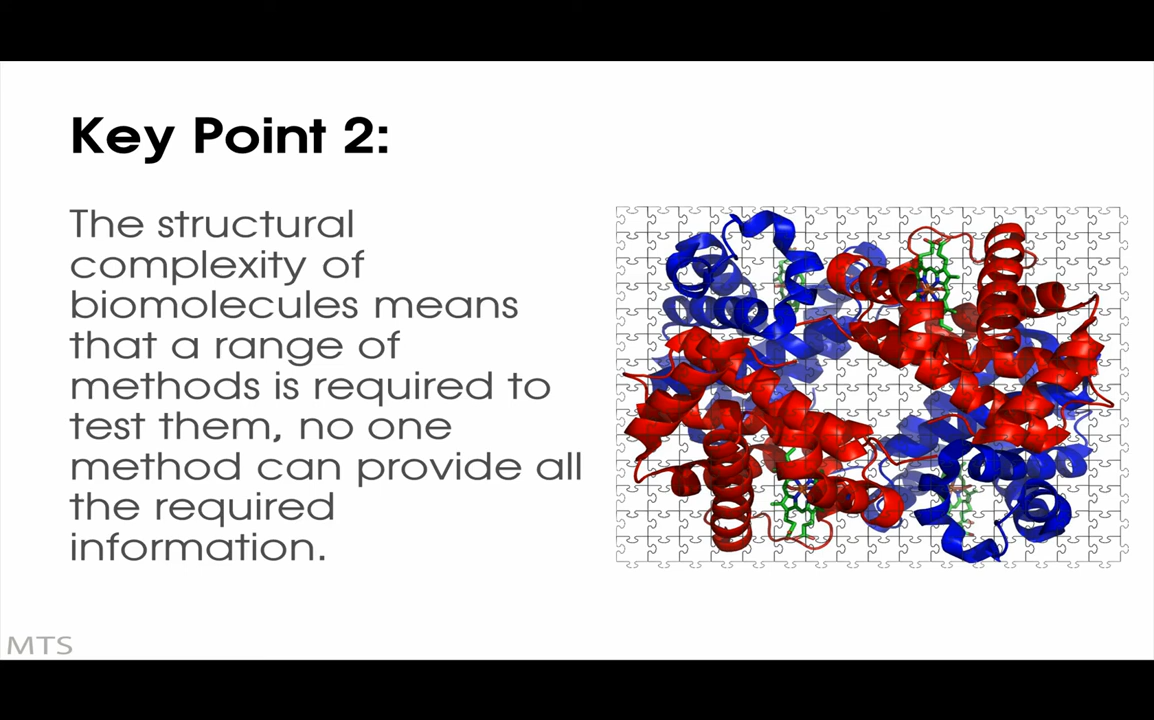 Key Point 2:
The structural
complexity of
biomolecules means
that a range of
methods is required to
test them, no one
method can provide all
the required
information.
MTS